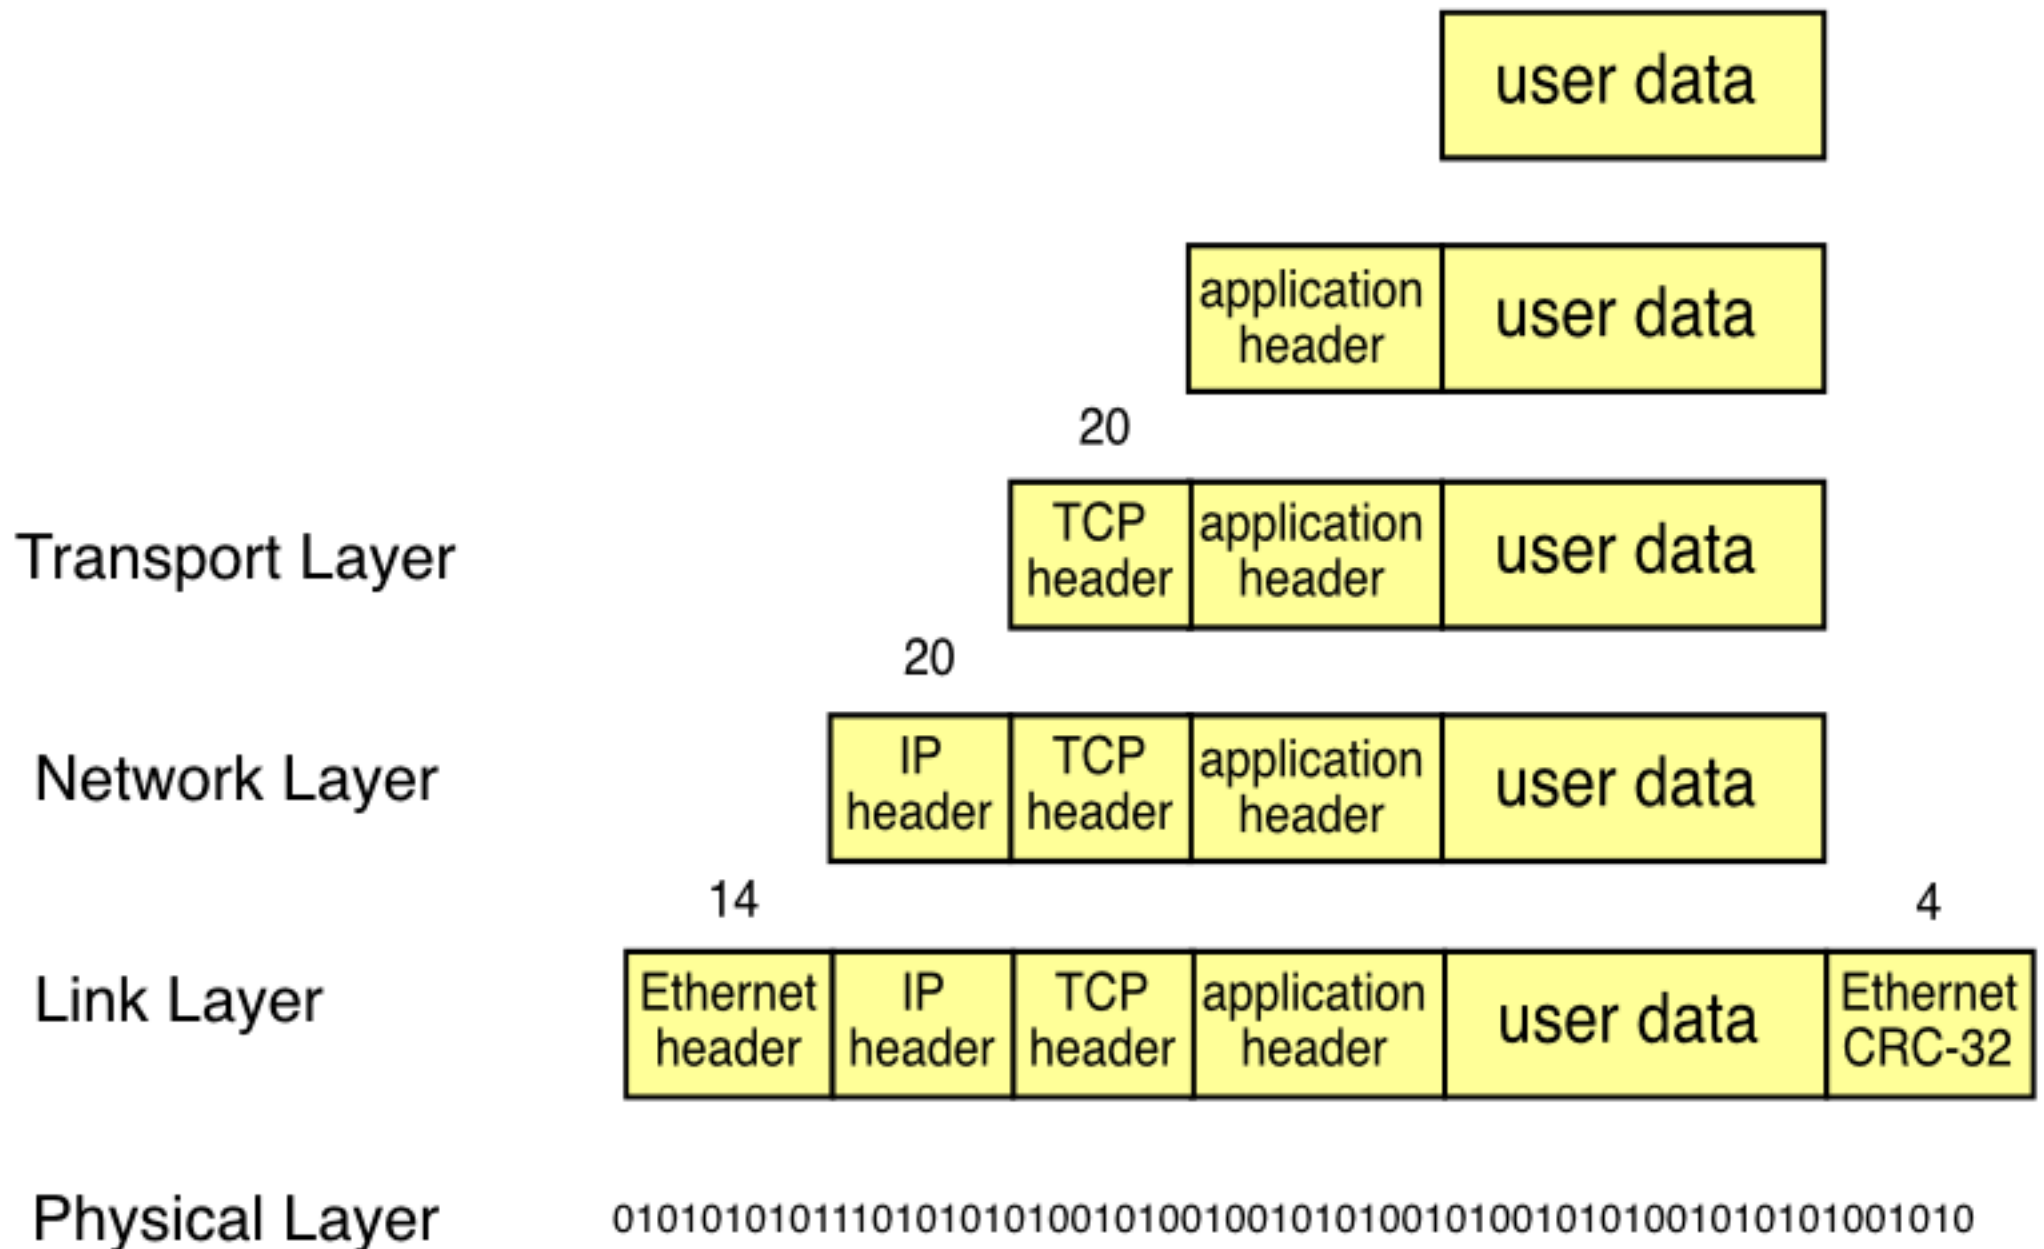 user data
application
header
user data
20
Transport Layer
TCP
header
application
header
user data
20
Network Layer
IP
header
TCP
header
application
header
user data
14
4
Link Layer
Ethernet
header
IP
header
TCP
header
application
header
user data
Ethernet
CRC-32
Physical Layer